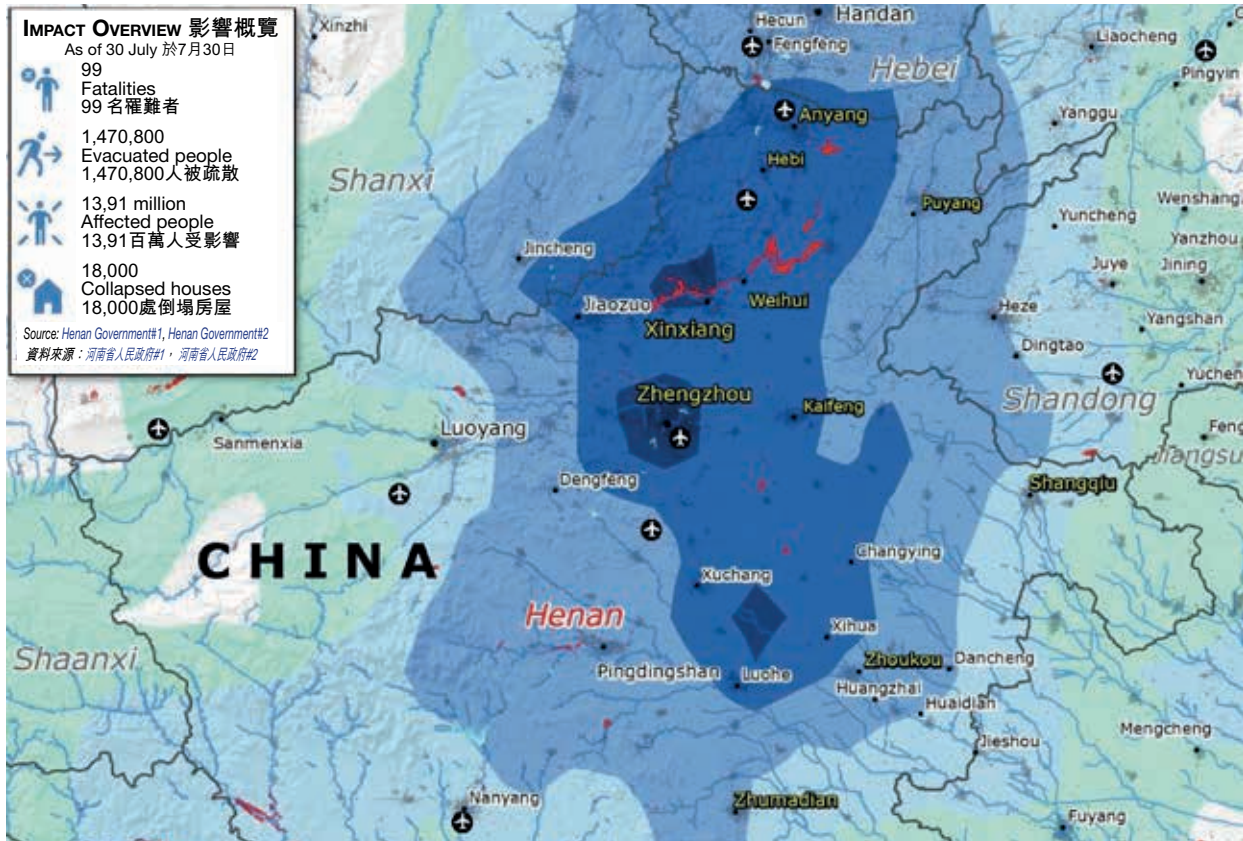 IMPACT OVERVIEW 影響概覽
As of 30 July 於7月30日
99
Fatalities
99 名罹難者
1,470,800
Evacuated people
1,470,800人被疏散
13,91 million
Affected people
13,91百萬人受影響
18,000
Collapsed houses
18,000處倒塌房屋
Source: Henan Government#1, Henan Government#2
資料來源：河南省人民政府#1， 河南省人民政府#2
Xinzhi
Hecun
Handan
Fengfeng
Liaocheng
Hebei
Pingyin
Anyang
Yanggu
Hebi
Shanxi
Puyang
Wenshang
Yuncheng
Yanzhou
Jincheng
Juye
Jining
Jiaozuo
Weihui
Heze
Xinxiang
Yangshan
Dingtao
Zhengzhou
Yucheng
Kaifeng
Shandong
Sanmenxia
Luoyang
Feng
Jiangsu
Dengfeng
Shangqiu
CHINA
Changying
Xuchang
Henan
Xihua
Shaanxi
Pingdingshan
Luohe
Zhoukou
Dancheng
Huangzhai
Huaidian
Mengcheng
Jieshou
Nanyang
Zhumadian
Fuyang